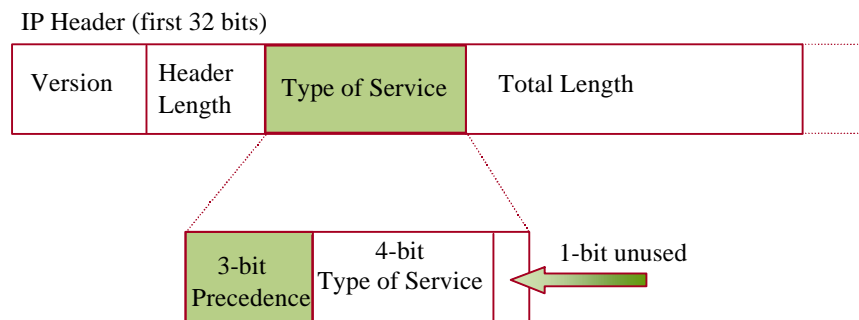 IP Header (first 32 bits)
Version
Header
Length
Type of Service
Total Length
3-bit
Precedence
4-bit
Type of Service
1-bit unused